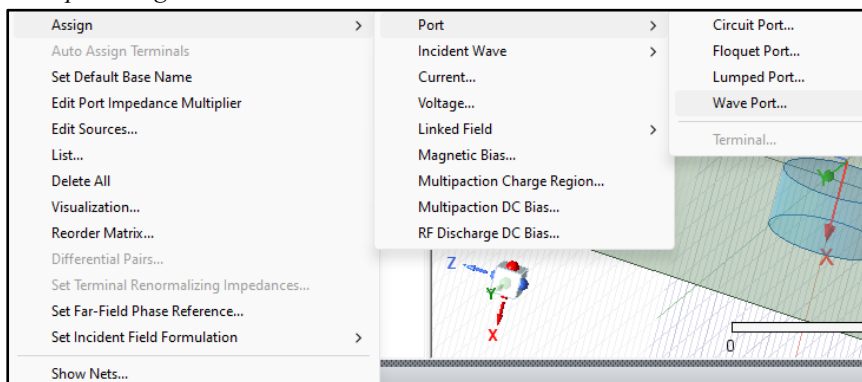 Assign >
Auto Assign Terminals
Set Default Base Name
Edit Port Impedance Multiplier
Edit Sources...
List...
Delete All
Visualization...
Reorder Matrix...
Differential Pairs...
Set Terminal Renormalizing Impedances...
Set Far-Field Phase Reference...
Set Incident Field Formulation >
Show Nets...
Port >
Incident Wave >
Current...
Voltage...
Linked Field >
Magnetic Bias...
Multipaction Charge Region...
Multipaction DC Bias...
RF Discharge DC Bias...
Circuit Port...
Floquet Port...
Lumped Port...
Wave Port...
Terminal...
Y
X
Z
Y
X
0